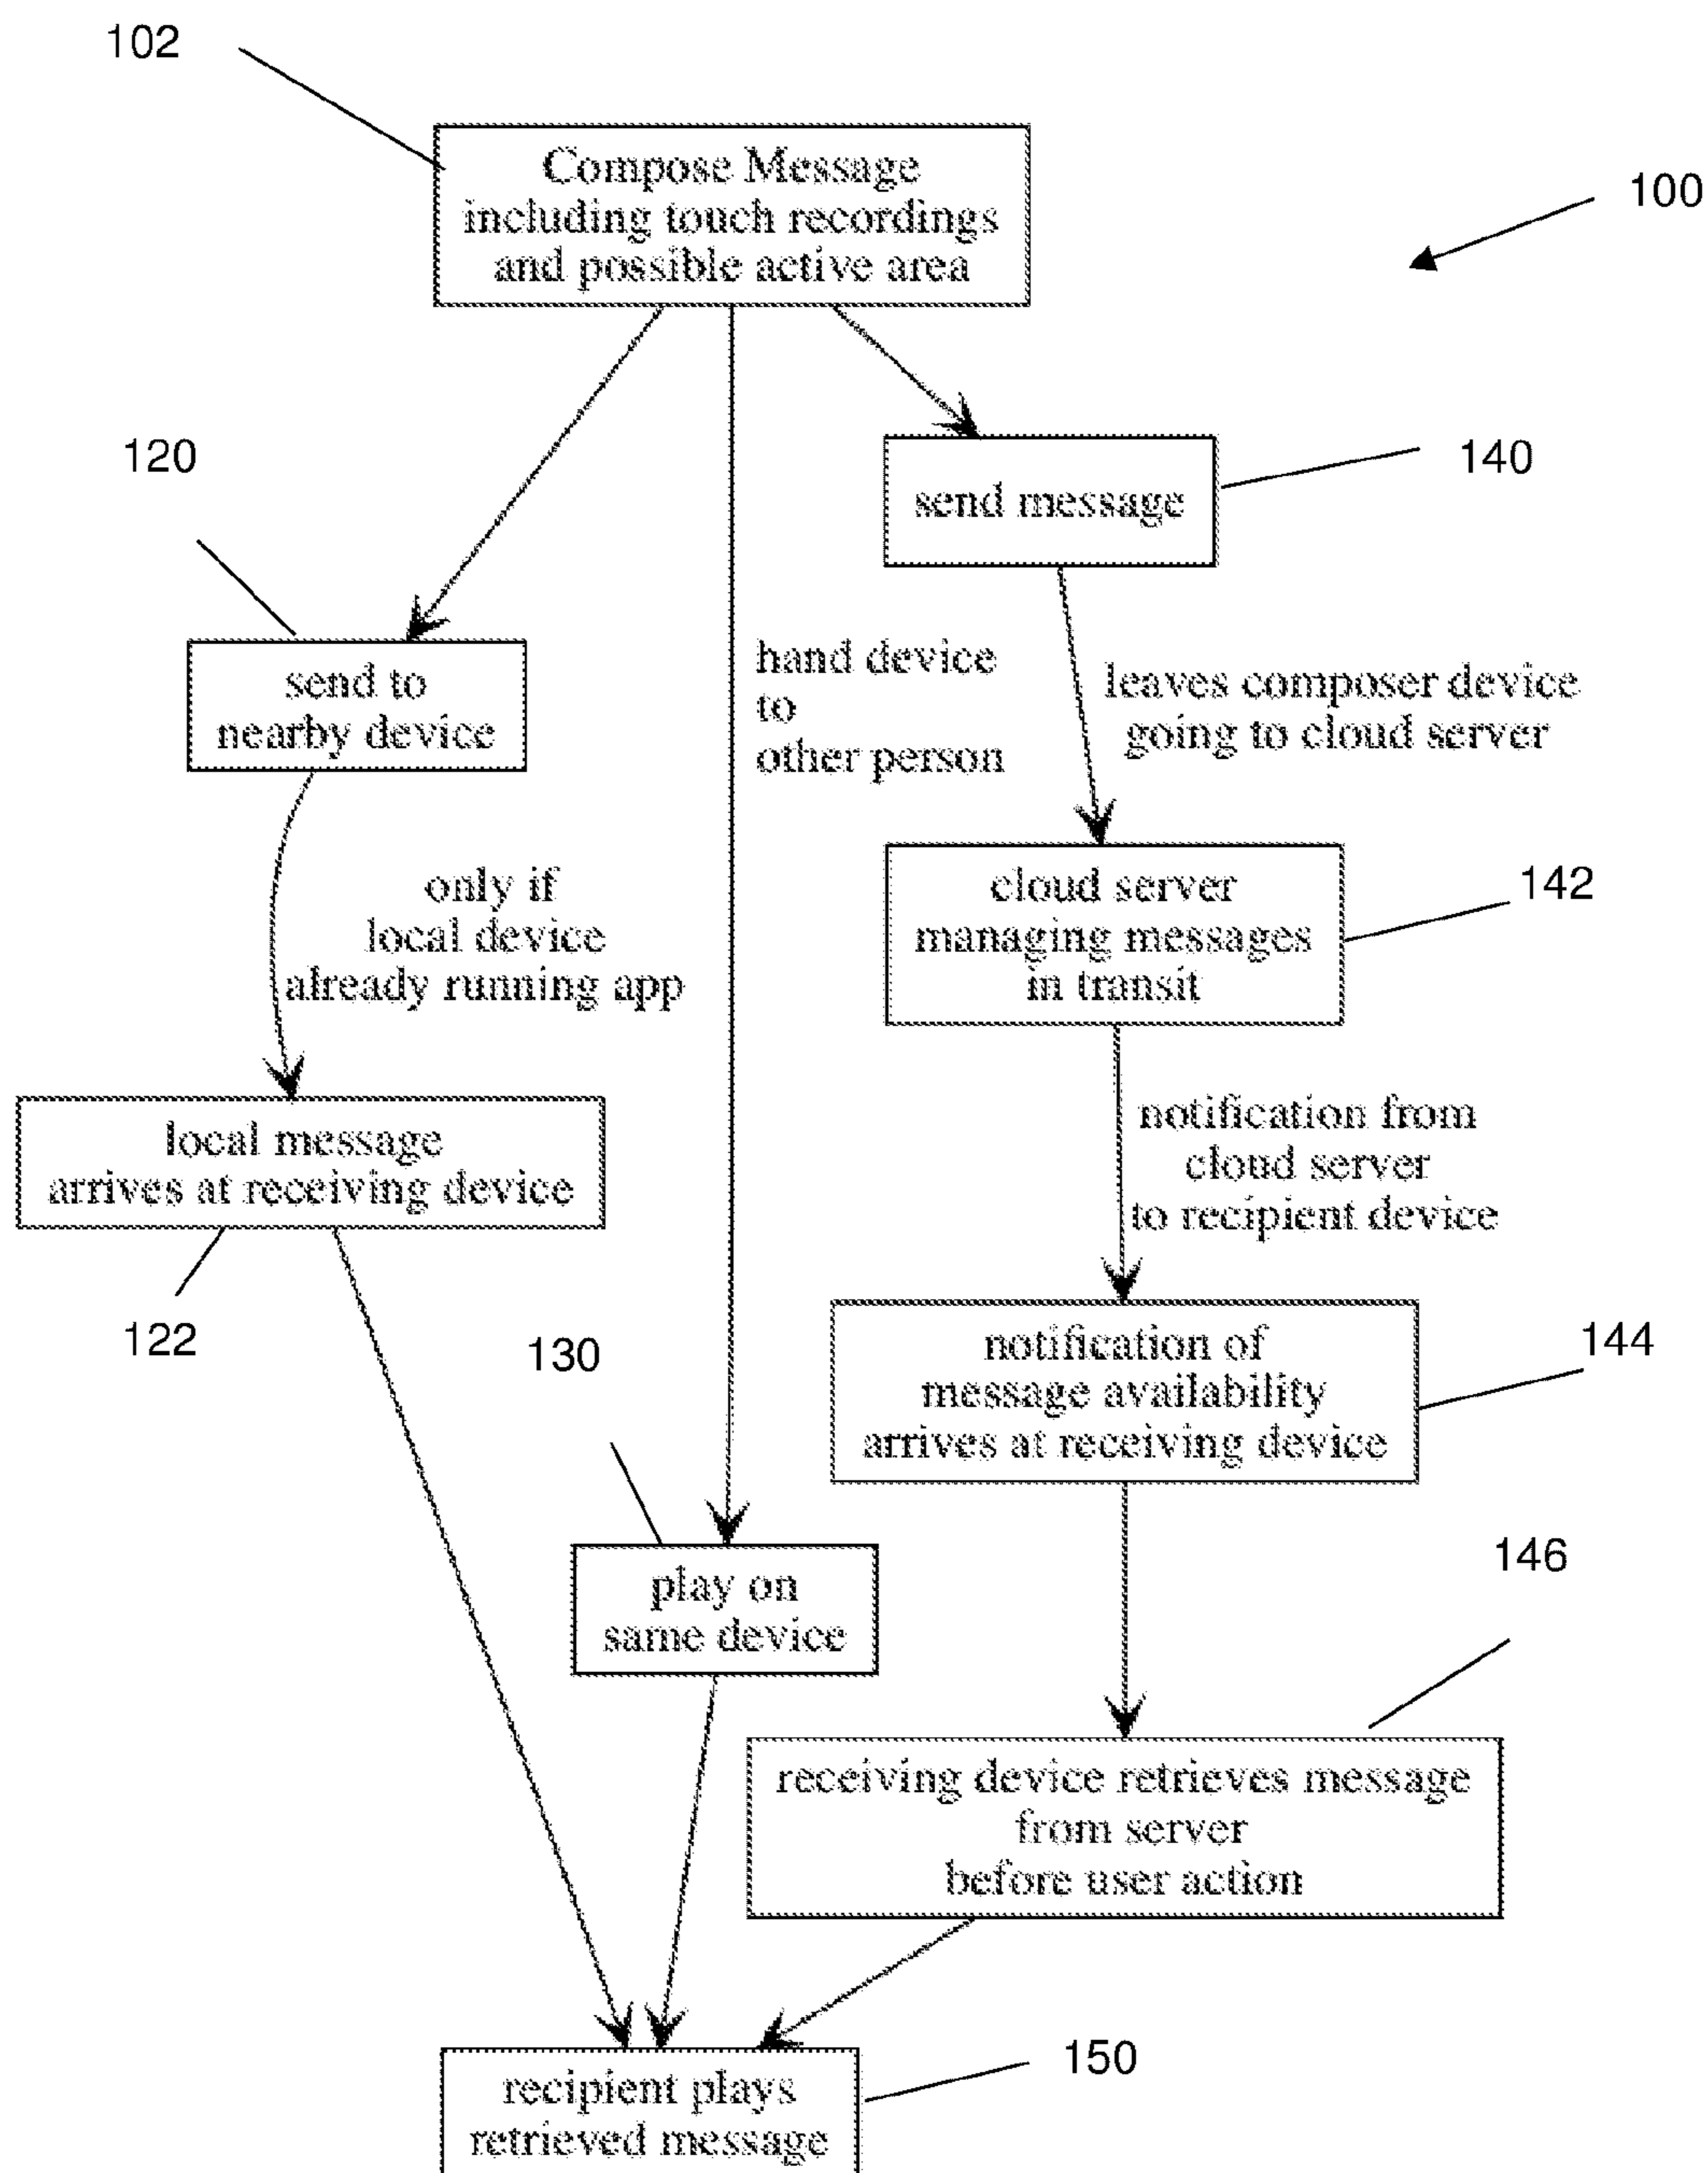 102
Compose Message
including touch recordings
and possible active area
100
120
send to
nearby device
hand device
to
other person
send message
140
leaves composer device
going to cloud server
only if
local device
already running app
cloud server
managing messages
in transit
142
local message
arrives at receiving device
122
notification from
cloud server
to recipient device
130
notification of
message availability
arrives at receiving device
144
play on
same device
146
receiving device retrieves message
from server
before user action
recipient plays
retrieved message
150